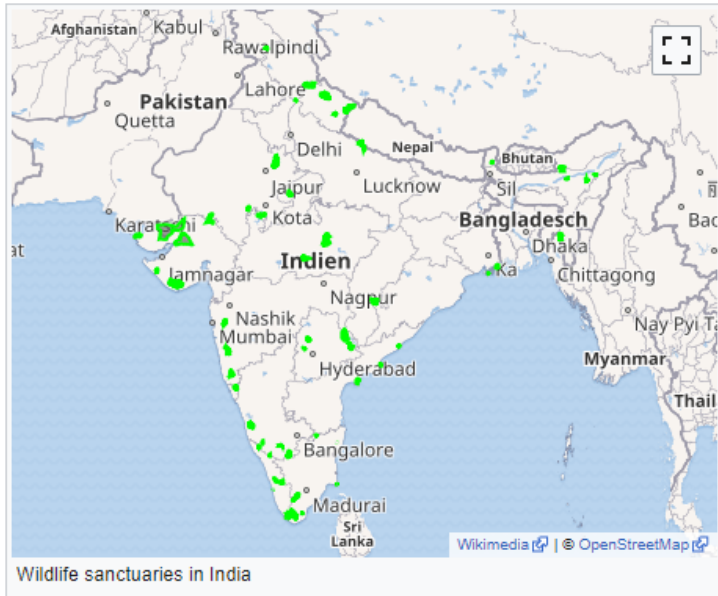 Afghanistan
Kabul
Rawalpindi
Lahore
Pakistan
Quetta
Delhi
Nepal
Bhutan
Jaipur
Lucknow
Sil
Karatschi
Kota
Bangladesch
Dhaka
at
Jamnagar
Indien
Ka
Chittagong
Nagpur
Nashik
Mumbai
Nay Pyi Ta
Myanmar
Hyderabad
Thail
Bangalore
Madurai
Sri
Lanka
Wikimedia | © OpenStreetMap
Wildlife sanctuaries in India